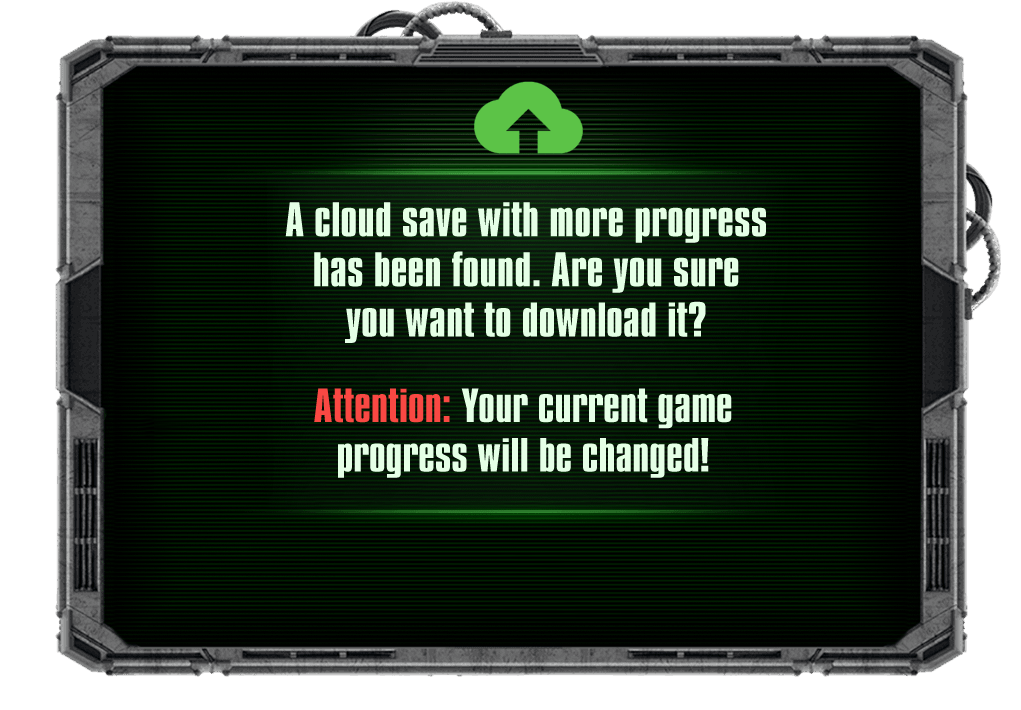 A cloud save with more progress
has been found. Are you sure
you want to download it?
Attention: Your current game
progress will be changed!